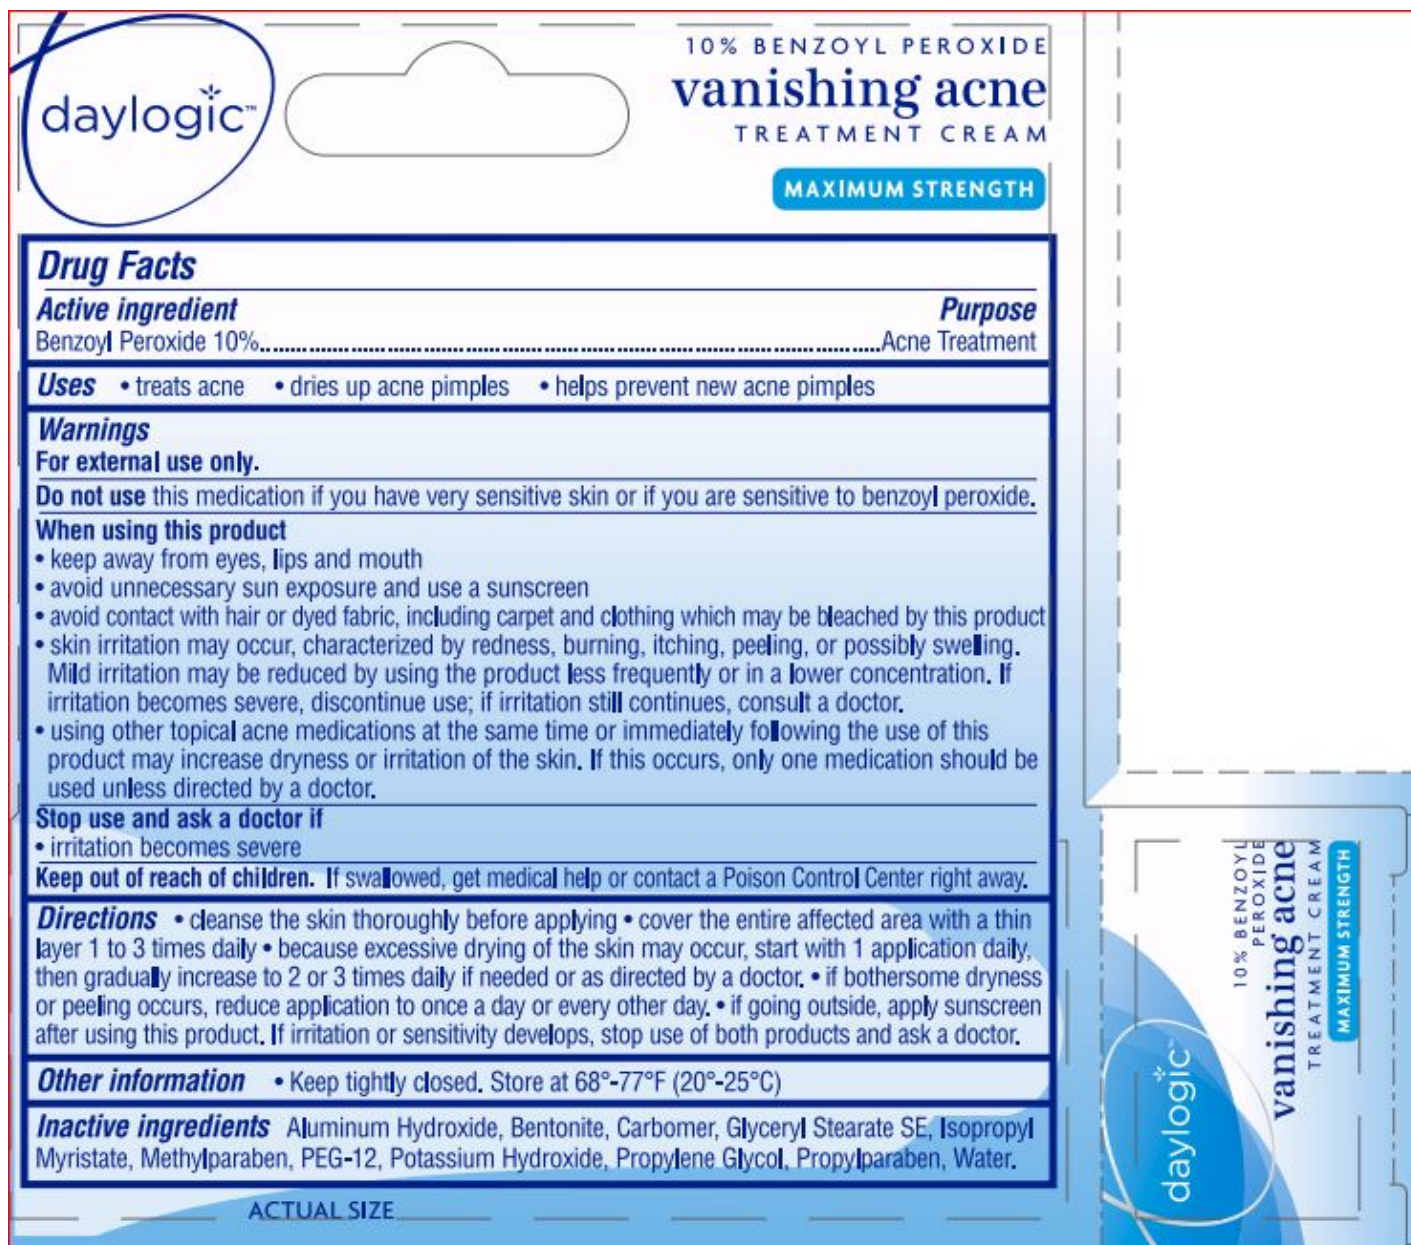 daylogic™
10% BENZOYL PEROXIDE
vanishing acne
TREATMENT CREAM
MAXIMUM STRENGTH
Drug Facts
Active ingredient Purpose
Benzoyl Peroxide 10%........................................................................................................Acne Treatment
Uses • treats acne • dries up acne pimples • helps prevent new acne pimples
Warnings
For external use only.
Do not use this medication if you have very sensitive skin or if you are sensitive to benzoyl peroxide.
When using this product
• keep away from eyes, lips and mouth
• avoid unnecessary sun exposure and use a sunscreen
• avoid contact with hair or dyed fabric, including carpet and clothing which may be bleached by this product
• skin irritation may occur, characterized by redness, burning, itching, peeling, or possibly swelling.
Mild irritation may be reduced by using the product less frequently or in a lower concentration. If
irritation becomes severe, discontinue use; if irritation still continues, consult a doctor.
• using other topical acne medications at the same time or immediately following the use of this
product may increase dryness or irritation of the skin. If this occurs, only one medication should be
used unless directed by a doctor.
Stop use and ask a doctor if
• irritation becomes severe
Keep out of reach of children. If swallowed, get medical help or contact a Poison Control Center right away.
Directions • cleanse the skin thoroughly before applying • cover the entire affected area with a thin
layer 1 to 3 times daily • because excessive drying of the skin may occur, start with 1 application daily,
then gradually increase to 2 or 3 times daily if needed or as directed by a doctor. • if bothersome dryness
or peeling occurs, reduce application to once a day or every other day. • if going outside, apply sunscreen
after using this product. If irritation or sensitivity develops, stop use of both products and ask a doctor.
Other information • Keep tightly closed. Store at 68°-77°F (20°-25°C)
Inactive ingredients Aluminum Hydroxide, Bentonite, Carbomer, Glyceryl Stearate SE, Isopropyl
Myristate, Methylparaben, PEG-12, Potassium Hydroxide, Propylene Glycol, Propylparaben, Water.
ACTUAL SIZE
daylogic™
10% BENZOYL
PEROXIDE
vanishing acne
TREATMENT CREAM
MAXIMUM STRENGTH